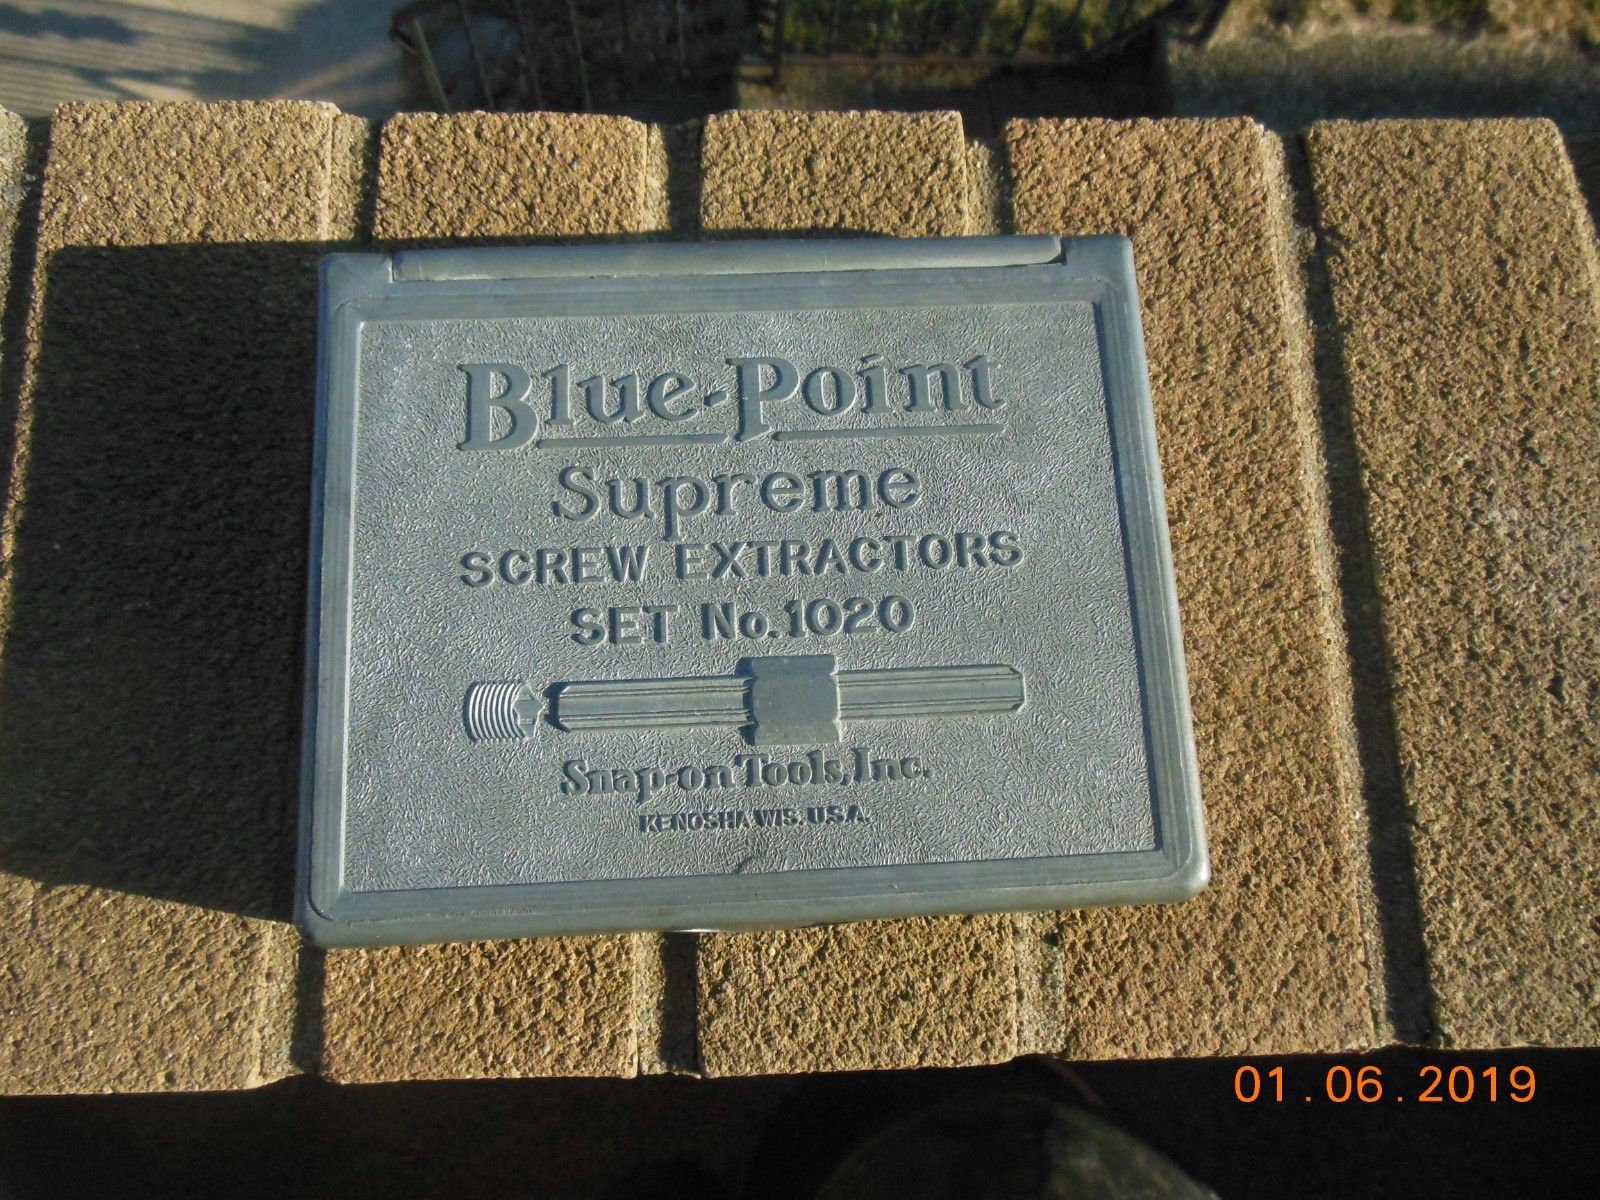 Blue-Point
Supreme
SCREW EXTRACTORS
SET No. 1020
Snap-on Tools, Inc.
KENOSHA WIS. U.S.A.
01.06.2019